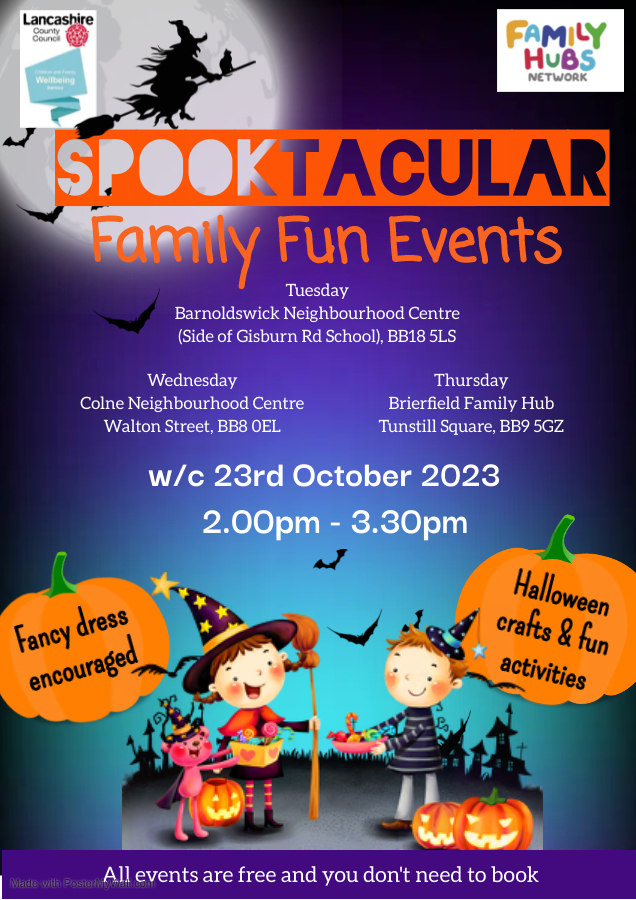 Lancashire
County
Council
Children and Family
Wellbeing
Service
FAMILY
HUBS
NETWORK
SPOOKTACULAR
Family Fun Events
Tuesday
Barnoldswick Neighbourhood Centre
(Side of Gisburn Rd School), BB18 5LS
Wednesday
Colne Neighbourhood Centre
Walton Street, BB8 0EL
Thursday
Brierfield Family Hub
Tunstill Square, BB9 5GZ
w/c 23rd October 2023
2.00pm - 3.30pm
Fancy dress
encouraged
Halloween
crafts & fun
activities
All events are free and you don't need to book
Made with PosterMyWall.com